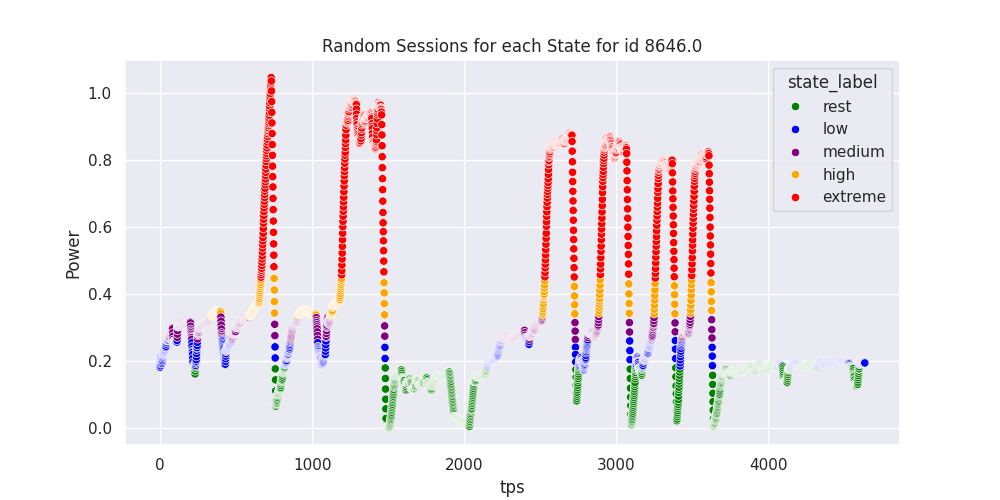 Random Sessions for each State for id 8646.0
state_label
rest
low
medium
high
extreme
Power
1.0
0.8
0.6
0.4
0.2
0.0
0
1000
2000
3000
4000
tps